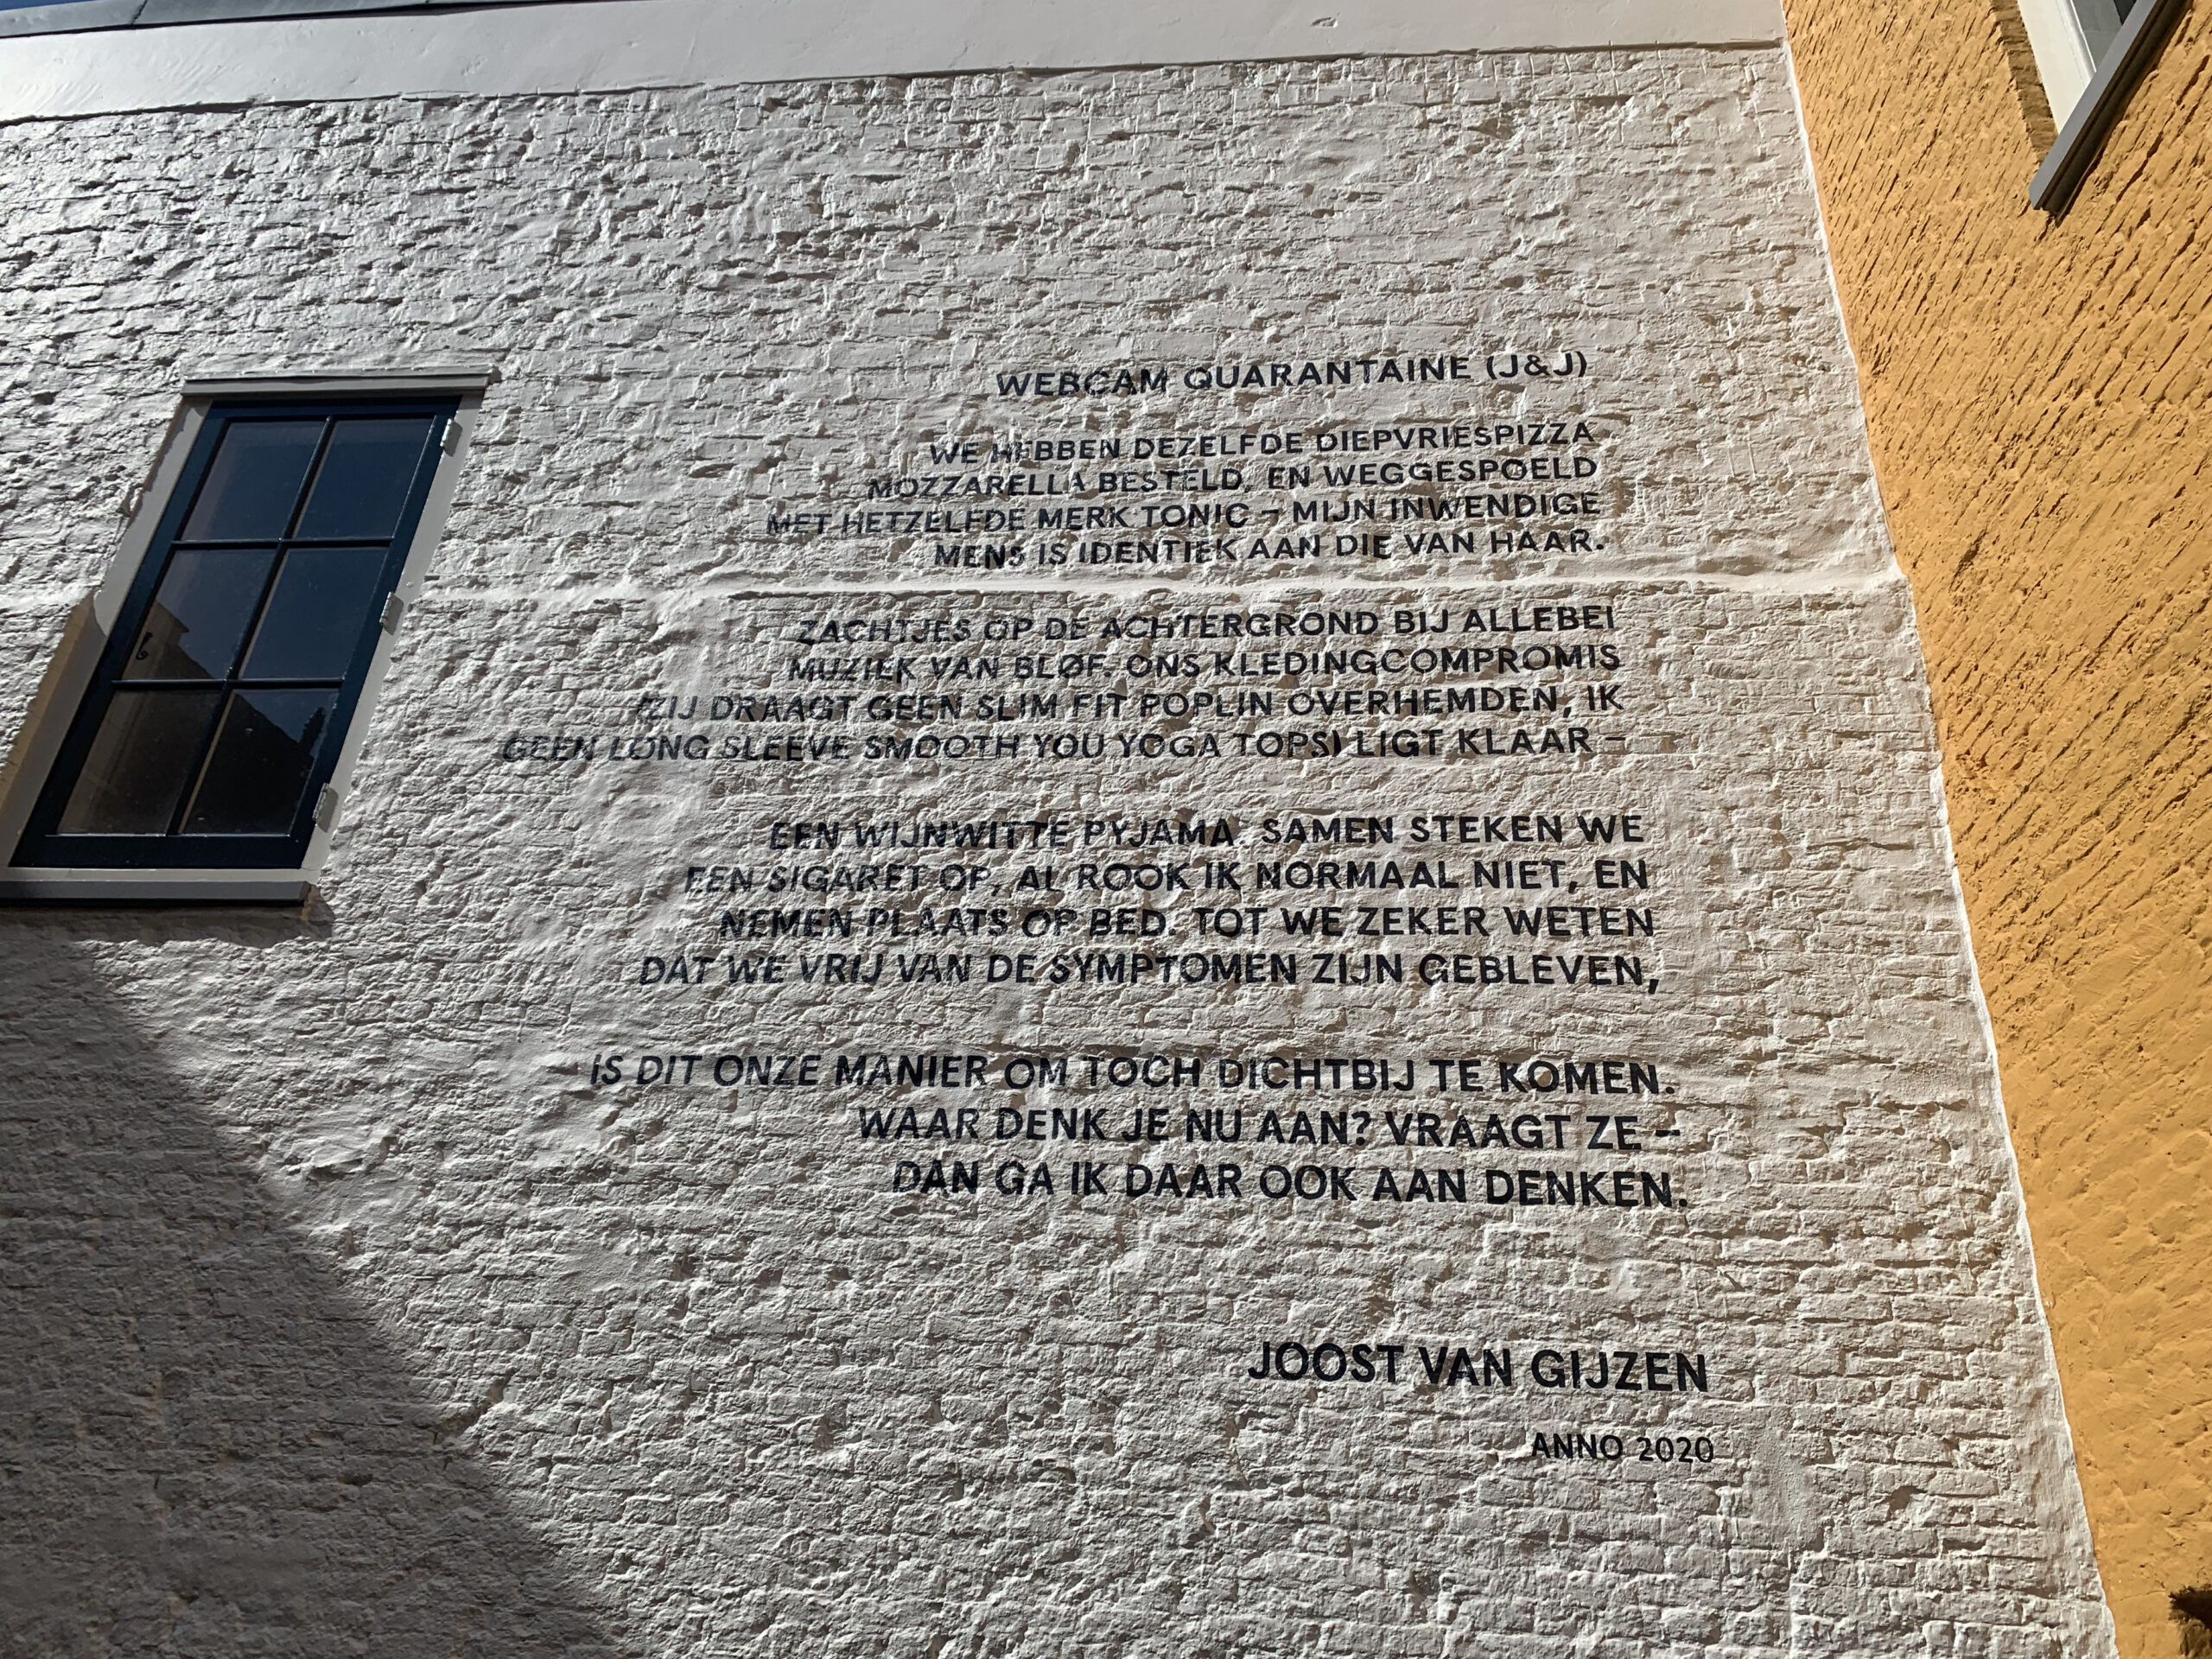 WEBCAM QUARANTAINE (J&J)
WE HEBBEN DEZELFDE DIEPVRIESPIZZA
MOZZARELLA BESTELD, EN WEGGESPOELD
MET HETZELFDE MERK TONIC – MIJN INWENDIGE
MENS IS IDENTIEK AAN DIE VAN HAAR.
ZACHTJES OP DE ACHTERGROND BIJ ALLEBEI
MUZIEK VAN BLØF. ONS KLEDINGCOMPROMIS
(ZIJ DRAAGT GEEN SLIM FIT POPLIN OVERHEMDEN, IK
GEEN LONG SLEEVE SMOOTH YOU YOGA TOPS) LIGT KLAAR –
EEN WIJNWITTE PYJAMA. SAMEN STEKEN WE
EEN SIGARET OP, AL ROOK IK NORMAAL NIET, EN
NEMEN PLAATS OP BED. TOT WE ZEKER WETEN
DAT WE VRIJ VAN DE SYMPTOMEN ZIJN GEBLEVEN,
IS DIT ONZE MANIER OM TOCH DICHTBIJ TE KOMEN.
WAAR DENK JE NU AAN? VRAAGT ZE –
DAN GA IK DAAR OOK AAN DENKEN.
JOOST VAN GIJZEN
ANNO 2020